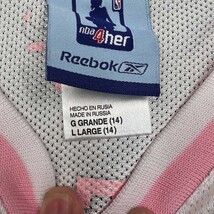 nba4her
Reebok
HECHO EN RUSIA
MADE IN RUSSIA
G GRANDE (14)
L LARGE (14)